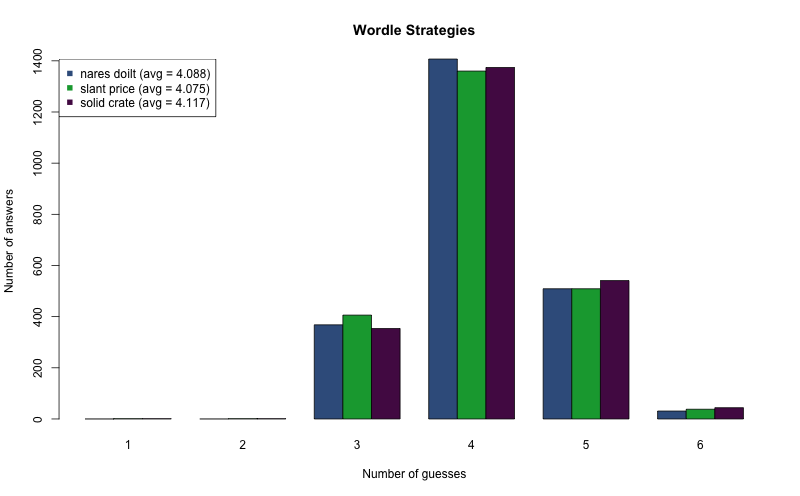 Wordle Strategies
nares doilt (avg = 4.088)
slant price (avg = 4.075)
solid crate (avg = 4.117)
Number of answers
1400
1200
1000
800
600
400
200
0
1 2 3 4 5 6
Number of guesses